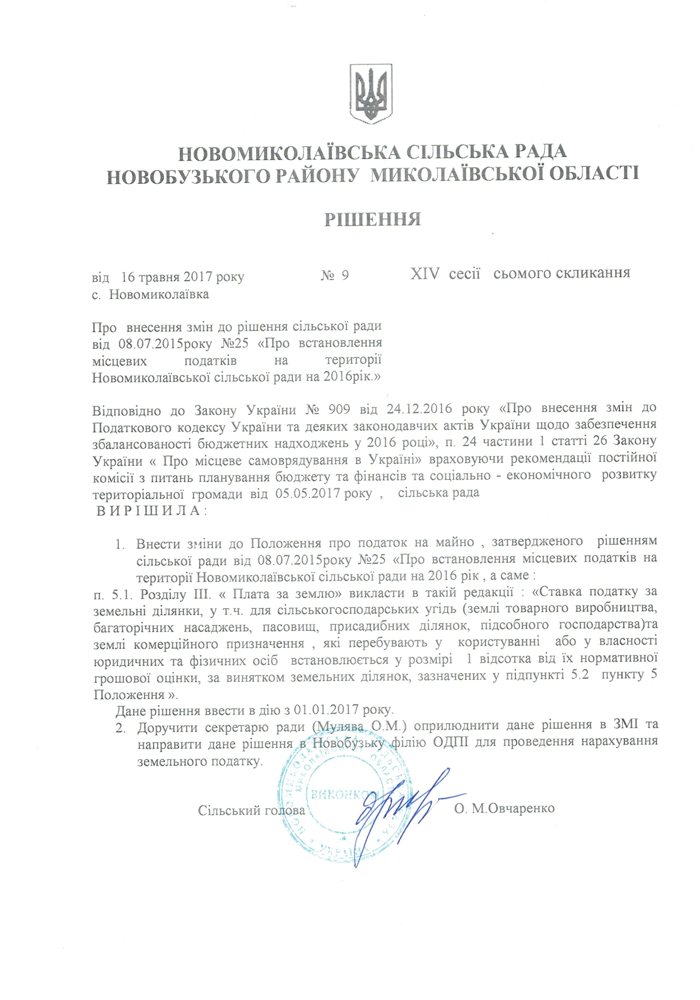 НОВОМИКОЛАЇВСЬКА СІЛЬСЬКА РАДА
НОВОБУЗЬКОГО РАЙОНУ МИКОЛАЇВСЬКОЇ ОБЛАСТІ
РІШЕННЯ
від 16 травня 2017 року № 9 XIV сесії сьомого скликання
с. Новомиколаївка
Про внесення змін до рішення сільської ради
від 08.07.2015року №25 «Про встановлення
місцевих податків на території
Новомиколаївської сільської ради на 2016рік.»
Відповідно до Закону України № 909 від 24.12.2016 року «Про внесення змін до
Податкового кодексу України та деяких законодавчих актів України щодо забезпечення
збалансованості бюджетних надходжень у 2016 році», п. 24 частини 1 статті 26 Закону
України « Про місцеве самоврядування в Україні» враховуючи рекомендації постійної
комісії з питань планування бюджету та фінансів та соціально - економічного розвитку
територіальної громади від 05.05.2017 року , сільська рада
В И Р І Ш И Л А :
1. Внести зміни до Положення про податок на майно , затвердженого рішенням
сільської ради від 08.07.2015року №25 «Про встановлення місцевих податків на
території Новомиколаївської сільської ради на 2016 рік , а саме :
п. 5.1. Розділу III. « Плата за землю» викласти в такій редакції : «Ставка податку за
земельні ділянки, у т.ч. для сільськогосподарських угідь (землі товарного виробництва,
багаторічних насаджень, пасовищ, присадибних ділянок, підсобного господарства)та
землі комерційного призначення , які перебувають у користуванні або у власності
юридичних та фізичних осіб встановлюється у розмірі 1 відсотка від їх нормативної
грошової оцінки, за винятком земельних ділянок, зазначених у підпункті 5.2 пункту 5
Положення ».
Дане рішення ввести в дію з 01.01.2017 року.
2. Доручити секретарю ради (Мулява О.М.) оприлюднити дане рішення в ЗМІ та
направити дане рішення в Новобузьку філію ОДПІ для проведення нарахування
земельного податку.
Сільський голова О. М.Овчаренко
ВИКОНКОМ
УКРАЇНА